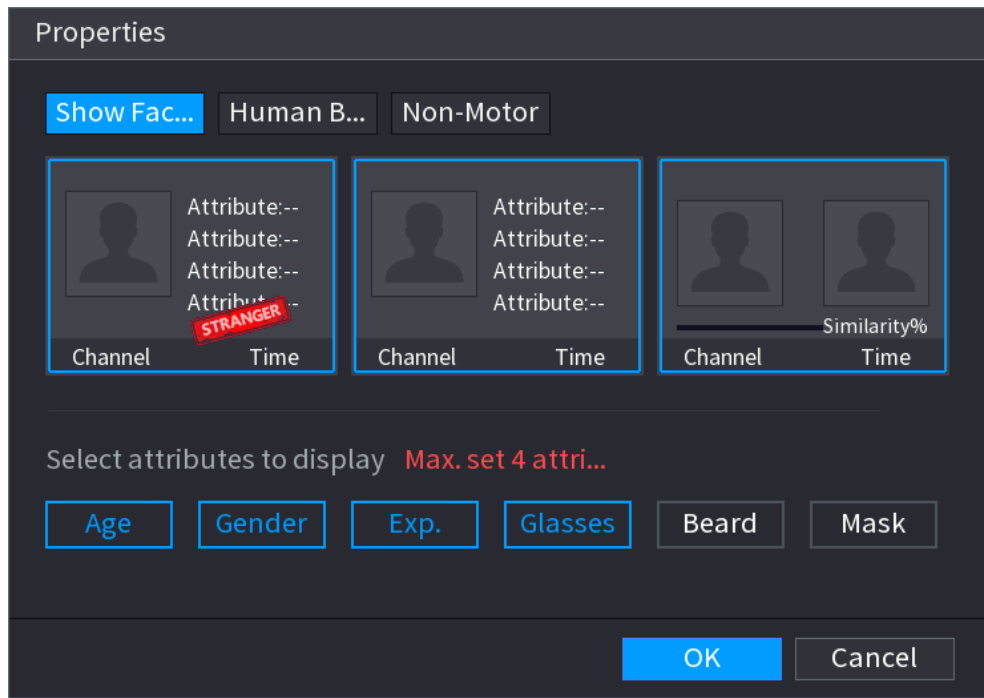 Properties
Show Fac... Human B... Non-Motor
Attribute:-- Attribute:--
Attribute:-- Attribute:--
Attribute:-- Attribute:--
Attribut --  Attribute:--
STRANGER Similarity%
Channel Time Channel Time Channel Time
Select attributes to display Max. set 4 attri...
Age Gender Exp. Glasses Beard Mask
OK Cancel